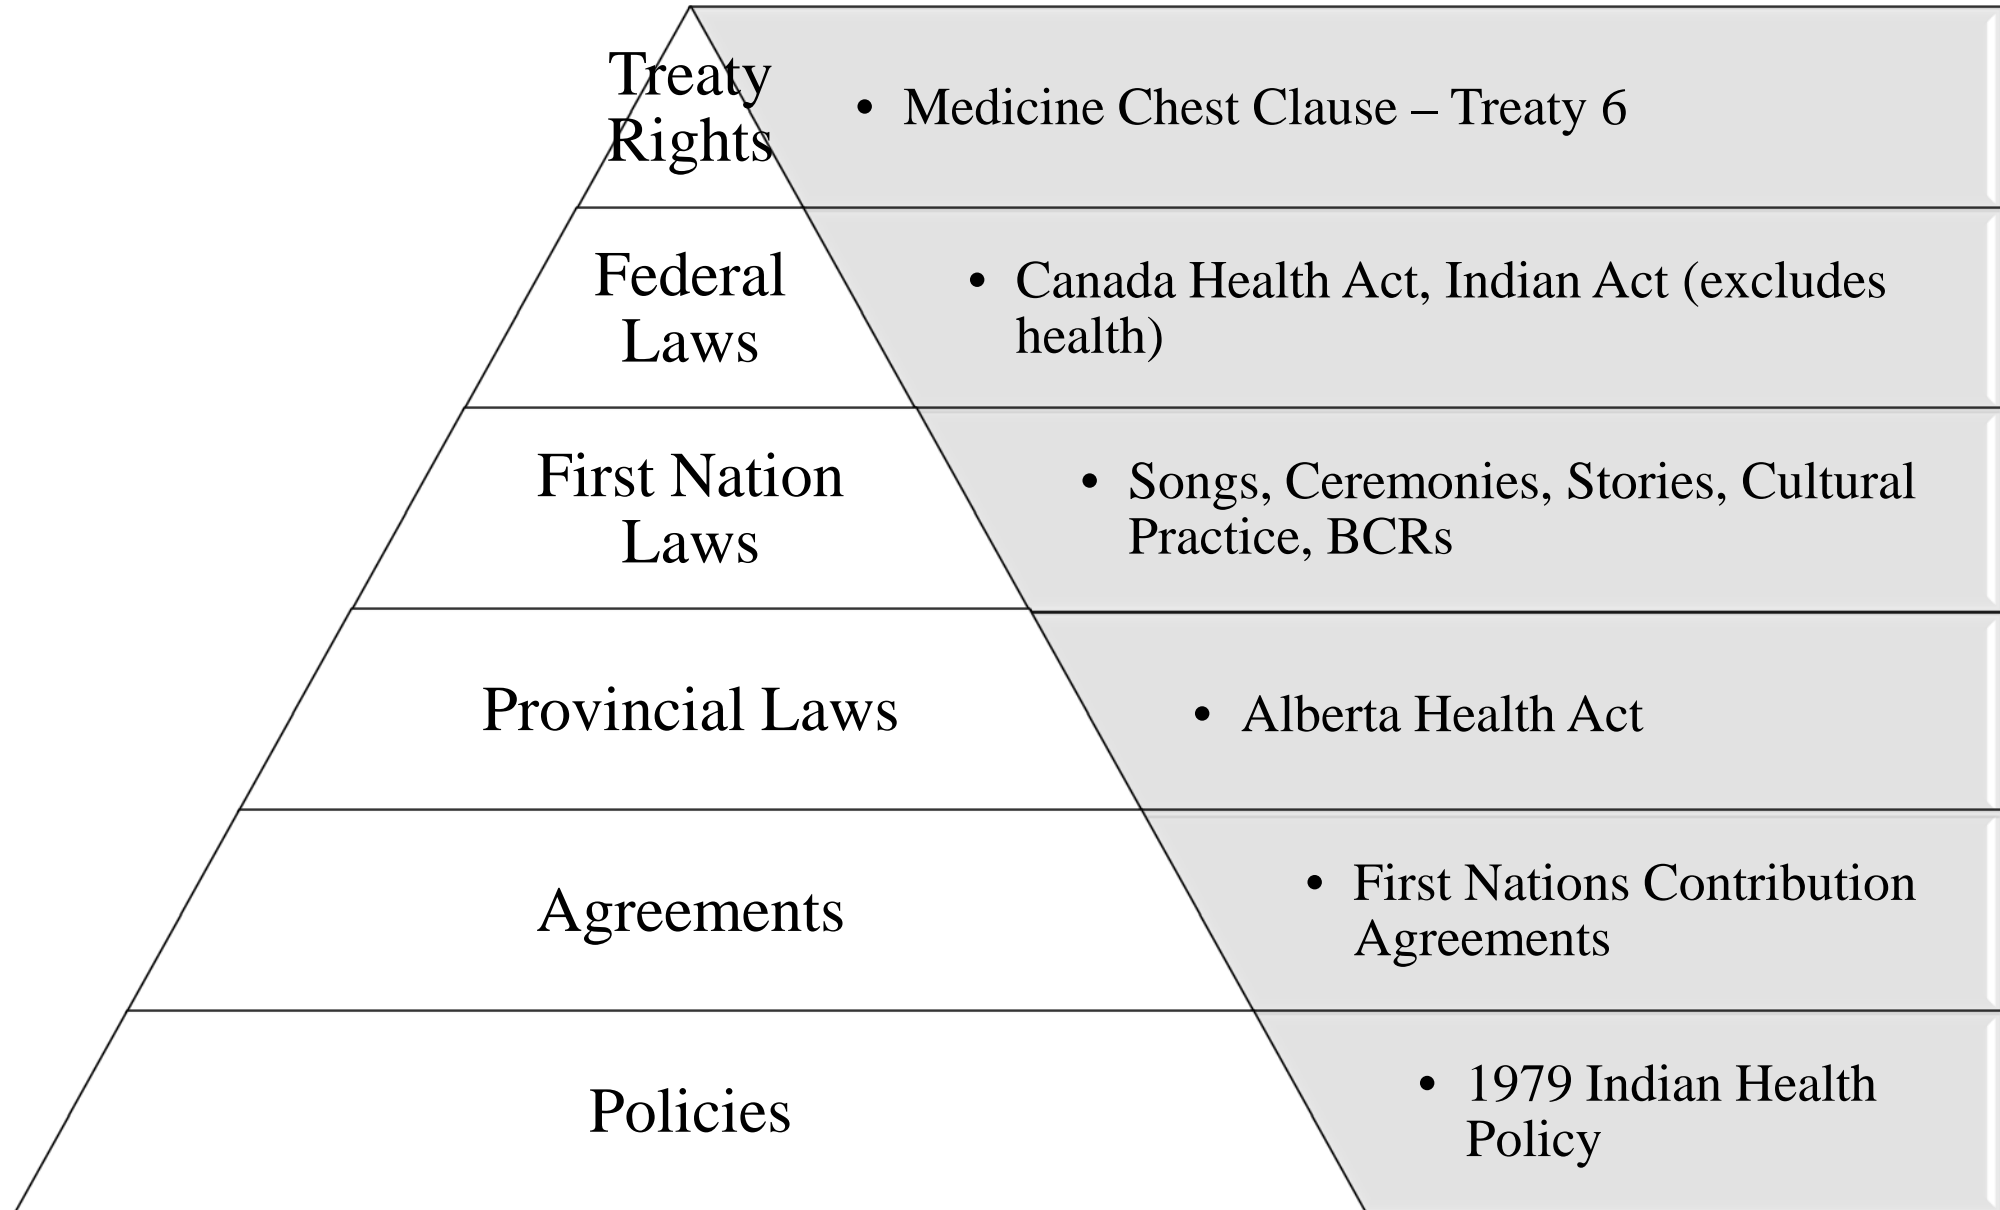 Treaty
Rights
• Medicine Chest Clause – Treaty 6
Federal
Laws
• Canada Health Act, Indian Act (excludes
health)
First Nation
Laws
• Songs, Ceremonies, Stories, Cultural
Practice, BCRs
Provincial Laws
• Alberta Health Act
Agreements
• First Nations Contribution
Agreements
Policies
• 1979 Indian Health
Policy